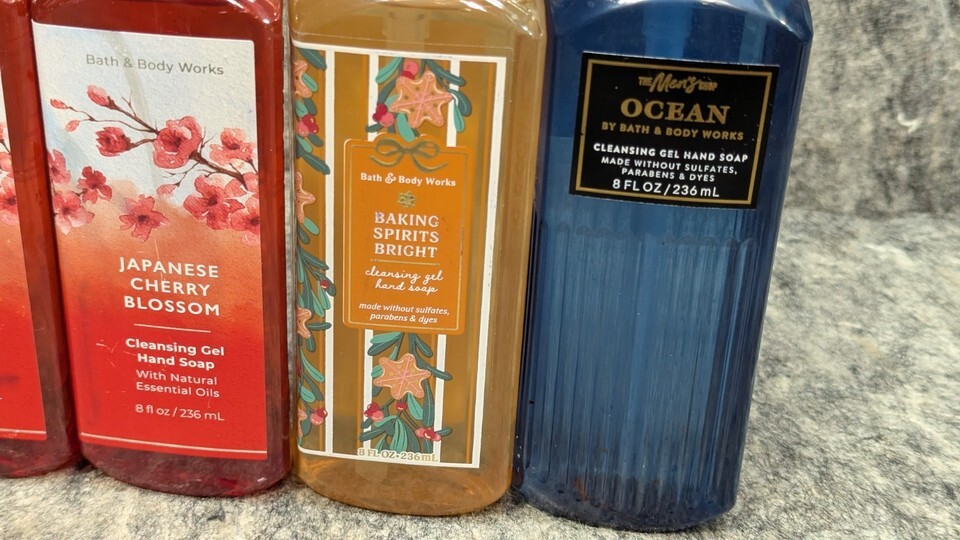 Bath & Body Works
JAPANESE
CHERRY
BLOSSOM
Cleansing Gel
Hand Soap
With Natural
Essential Oils
8 fl oz / 236 mL
Bath & Body Works
BAKING
SPIRITS
BRIGHT
cleansing gel
hand soap
made without sulfates,
parabens & dyes
8 FL OZ • 236mL
THE Men's SHOP
OCEAN
BY BATH & BODY WORKS
CLEANSING GEL HAND SOAP
MADE WITHOUT SULFATES,
PARABENS & DYES
8 FL OZ / 236 mL